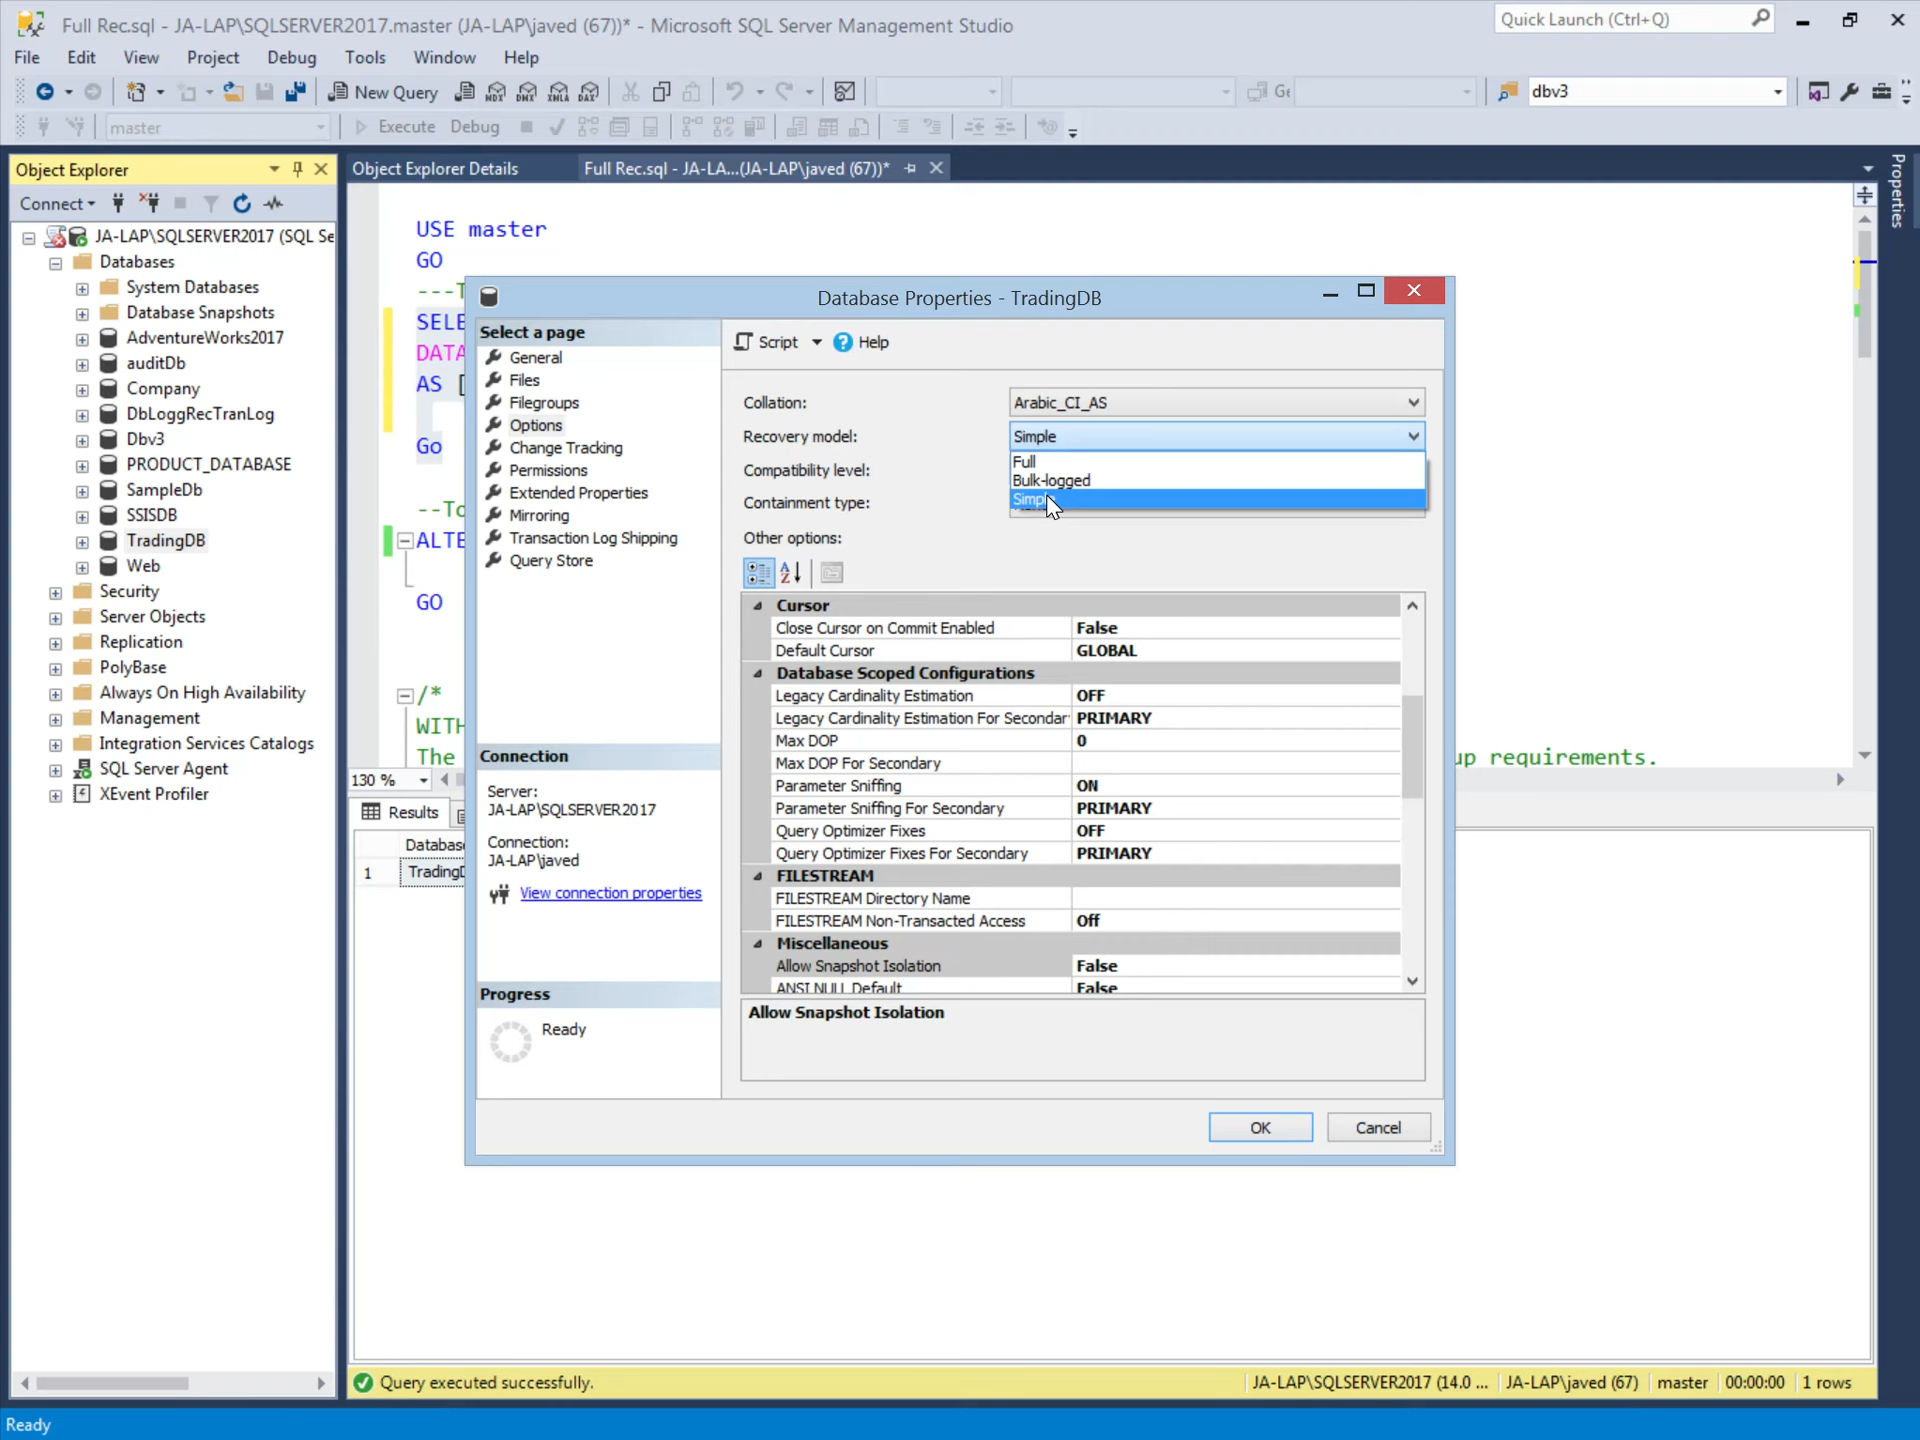 Full Rec.sql - JA-LAP\SQLSERVER2017.master (JA-LAP\javed (67))* - Microsoft SQL Server Management Studio
Quick Launch (Ctrl+Q)
File Edit View Project Debug Tools Window Help
New Query
MDX DMX XMLA DAX
dbv3
master
Execute Debug
Object Explorer
Object Explorer Details
Full Rec.sql - JA-LA...(JA-LAP\javed (67))*
Properties
Connect
JA-LAP\SQLSERVER2017 (SQL Se
Databases
System Databases
Database Snapshots
AdventureWorks2017
auditDb
Company
DbLoggRecTranLog
Dbv3
PRODUCT_DATABASE
SampleDb
SSISDB
TradingDB
Web
Security
Server Objects
Replication
PolyBase
Always On High Availability
Management
Integration Services Catalogs
SQL Server Agent
XEvent Profiler
USE master
GO
---T
SELE
DATA
AS [
Go
--To
ALTE
GO
/*
WITH
The
up requirements.
130 %
Results
Databas
1 TradingD
Database Properties - TradingDB
Select a page
General
Files
Filegroups
Options
Change Tracking
Permissions
Extended Properties
Mirroring
Transaction Log Shipping
Query Store
Connection
Server:
JA-LAP\SQLSERVER2017
Connection:
JA-LAP\javed
View connection properties
Progress
Ready
Script Help
Collation: Arabic_CI_AS
Recovery model: Simple
Full
Bulk-logged
Simple
Compatibility level:
Containment type:
Other options:
Cursor
Close Cursor on Commit Enabled False
Default Cursor GLOBAL
Database Scoped Configurations
Legacy Cardinality Estimation OFF
Legacy Cardinality Estimation For Secondar PRIMARY
Max DOP 0
Max DOP For Secondary
Parameter Sniffing ON
Parameter Sniffing For Secondary PRIMARY
Query Optimizer Fixes OFF
Query Optimizer Fixes For Secondary PRIMARY
FILESTREAM
FILESTREAM Directory Name
FILESTREAM Non-Transacted Access Off
Miscellaneous
Allow Snapshot Isolation False
ANSI NULL Default False
Allow Snapshot Isolation
OK Cancel
Query executed successfully.
JA-LAP\SQLSERVER2017 (14.0 ... JA-LAP\javed (67) master 00:00:00 1 rows
Ready